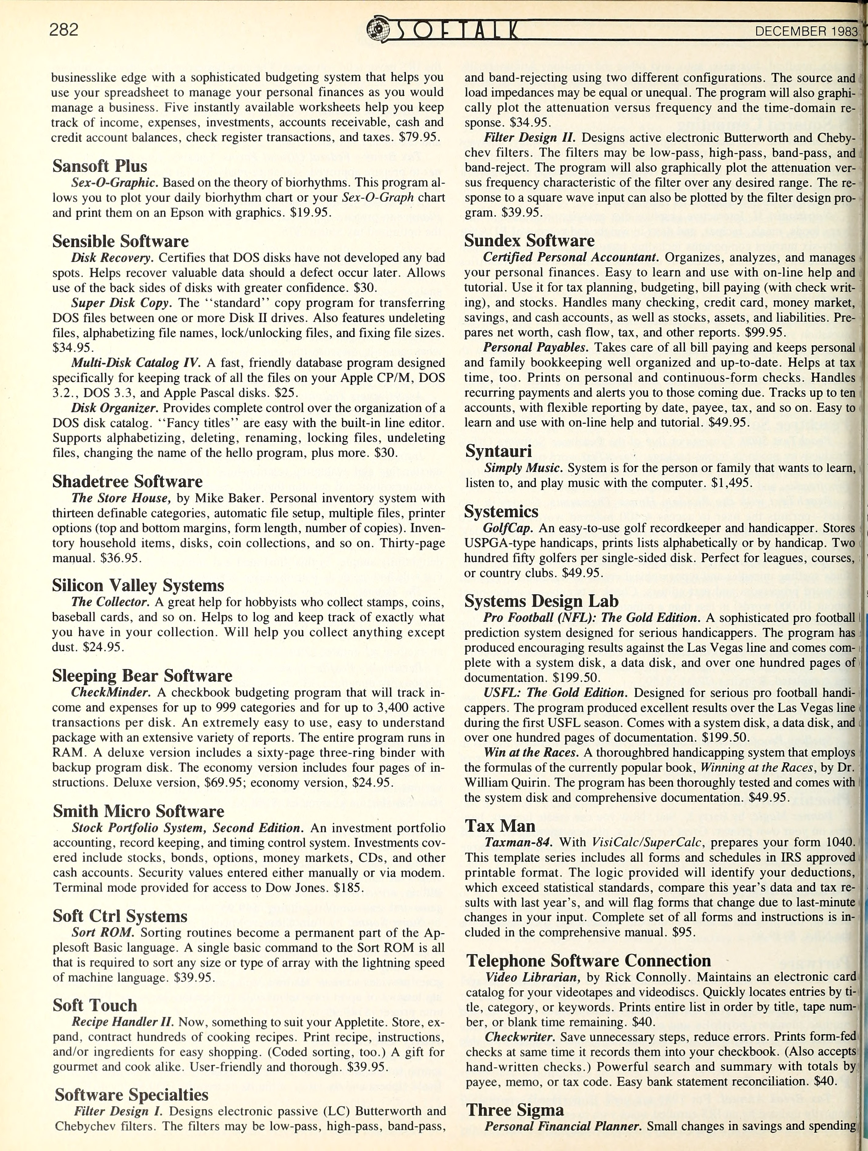 282
SOFTALK
DECEMBER 1983
businesslike edge with a sophisticated budgeting system that helps you
use your spreadsheet to manage your personal finances as you would
manage a business. Five instantly available worksheets help you keep
track of income, expenses, investments, accounts receivable, cash and
credit account balances, check register transactions, and taxes. $79.95.
Sansoft Plus
Sex-O-Graphic. Based on the theory of biorhythms. This program al-
lows you to plot your daily biorhythm chart or your Sex-O-Graph chart
and print them on an Epson with graphics. $19.95.
Sensible Software
Disk Recovery. Certifies that DOS disks have not developed any bad
spots. Helps recover valuable data should a defect occur later. Allows
use of the back sides of disks with greater confidence. $30.
Super Disk Copy. The "standard" copy program for transferring
DOS files between one or more Disk II drives. Also features undeleting
files, alphabetizing file names, lock/unlocking files, and fixing file sizes.
$34.95.
Multi-Disk Catalog IV. A fast, friendly database program designed
specifically for keeping track of all the files on your Apple CP/M, DOS
3.2., DOS 3.3, and Apple Pascal disks. $25.
Disk Organizer. Provides complete control over the organization of a
DOS disk catalog. "Fancy titles" are easy with the built-in line editor.
Supports alphabetizing, deleting, renaming, locking files, undeleting
files, changing the name of the hello program, plus more. $30.
Shadetree Software
The Store House, by Mike Baker. Personal inventory system with
thirteen definable categories, automatic file setup, multiple files, printer
options (top and bottom margins, form length, number of copies). Inven-
tory household items, disks, coin collections, and so on. Thirty-page
manual. $36.95.
Silicon Valley Systems
The Collector. A great help for hobbyists who collect stamps, coins,
baseball cards, and so on. Helps to log and keep track of exactly what
you have in your collection. Will help you collect anything except
dust. $24.95.
Sleeping Bear Software
CheckMinder. A checkbook budgeting program that will track in-
come and expenses for up to 999 categories and for up to 3,400 active
transactions per disk. An extremely easy to use, easy to understand
package with an extensive variety of reports. The entire program runs in
RAM. A deluxe version includes a sixty-page three-ring binder with
backup program disk. The economy version includes four pages of in-
structions. Deluxe version, $69.95; economy version, $24.95.
Smith Micro Software
Stock Portfolio System, Second Edition. An investment portfolio
accounting, record keeping, and timing control system. Investments cov-
ered include stocks, bonds, options, money markets, CDs, and other
cash accounts. Security values entered either manually or via modem.
Terminal mode provided for access to Dow Jones. $185.
Soft Ctrl Systems
Sort ROM. Sorting routines become a permanent part of the Ap-
plesoft Basic language. A single basic command to the Sort ROM is all
that is required to sort any size or type of array with the lightning speed
of machine language. $39.95.
Soft Touch
Recipe Handler II. Now, something to suit your Appletite. Store, ex-
pand, contract hundreds of cooking recipes. Print recipe, instructions,
and/or ingredients for easy shopping. (Coded sorting, too.) A gift for
gourmet and cook alike. User-friendly and thorough. $39.95.
Software Specialties
Filter Design I. Designs electronic passive (LC) Butterworth and
Chebychev filters. The filters may be low-pass, high-pass, band-pass,
and band-rejecting using two different configurations. The source and
load impedances may be equal or unequal. The program will also graphi-
cally plot the attenuation versus frequency and the time-domain re-
sponse. $34.95.
Filter Design II. Designs active electronic Butterworth and Cheby-
chev filters. The filters may be low-pass, high-pass, band-pass, and
band-reject. The program will also graphically plot the attenuation ver-
sus frequency characteristic of the filter over any desired range. The re-
sponse to a square wave input can also be plotted by the filter design pro-
gram. $39.95.
Sundex Software
Certified Personal Accountant. Organizes, analyzes, and manages
your personal finances. Easy to learn and use with on-line help and
tutorial. Use it for tax planning, budgeting, bill paying (with check writ-
ing), and stocks. Handles many checking, credit card, money market,
savings, and cash accounts, as well as stocks, assets, and liabilities. Pre-
pares net worth, cash flow, tax, and other reports. $99.95.
Personal Payables. Takes care of all bill paying and keeps personal
and family bookkeeping well organized and up-to-date. Helps at tax
time, too. Prints on personal and continuous-form checks. Handles
recurring payments and alerts you to those coming due. Tracks up to ten
accounts, with flexible reporting by date, payee, tax, and so on. Easy to
learn and use with on-line help and tutorial. $49.95.
Syntauri
Simply Music. System is for the person or family that wants to learn,
listen to, and play music with the computer. $1,495.
Systemics
GolfCap. An easy-to-use golf recordkeeper and handicapper. Stores
USPGA-type handicaps, prints lists alphabetically or by handicap. Two
hundred fifty golfers per single-sided disk. Perfect for leagues, courses,
or country clubs. $49.95.
Systems Design Lab
Pro Football (NFL): The Gold Edition. A sophisticated pro football
prediction system designed for serious handicappers. The program has
produced encouraging results against the Las Vegas line and comes com-
plete with a system disk, a data disk, and over one hundred pages of
documentation. $199.50.
USFL: The Gold Edition. Designed for serious pro football handi-
cappers. The program produced excellent results over the Las Vegas line
during the first USFL season. Comes with a system disk, a data disk, and
over one hundred pages of documentation. $199.50.
Win at the Races. A thoroughbred handicapping system that employs
the formulas of the currently popular book, Winning at the Races, by Dr.
William Quirin. The program has been thoroughly tested and comes with
the system disk and comprehensive documentation. $49.95.
Tax Man
Taxman-84. With VisiCalc/SuperCalc, prepares your form 1040.
This template series includes all forms and schedules in IRS approved
printable format. The logic provided will identify your deductions,
which exceed statistical standards, compare this year's data and tax re-
sults with last year's, and will flag forms that change due to last-minute
changes in your input. Complete set of all forms and instructions is in-
cluded in the comprehensive manual. $95.
Telephone Software Connection
Video Librarian, by Rick Connolly. Maintains an electronic card
catalog for your videotapes and videodiscs. Quickly locates entries by ti-
tle, category, or keywords. Prints entire list in order by title, tape num-
ber, or blank time remaining. $40.
Checkwriter. Save unnecessary steps, reduce errors. Prints form-fed
checks at same time it records them into your checkbook. (Also accepts
hand-written checks.) Powerful search and summary with totals by
payee, memo, or tax code. Easy bank statement reconciliation. $40.
Three Sigma
Personal Financial Planner. Small changes in savings and spending